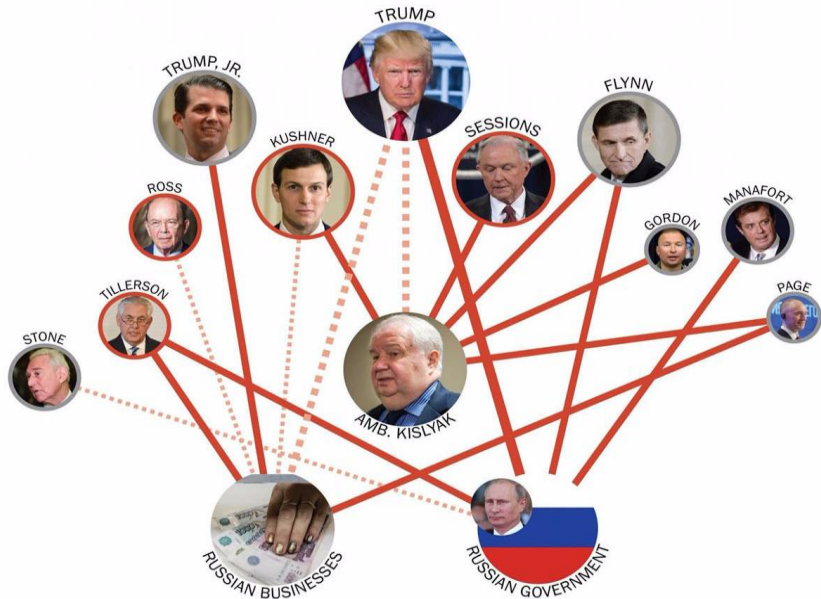 TRUMP
TRUMP, JR.
FLYNN
KUSHNER
SESSIONS
ROSS
MANAFORT
GORDON
TILLERSON
PAGE
STONE
AMB. KISLYAK
RUSSIAN BUSINESSES
RUSSIAN GOVERNMENT